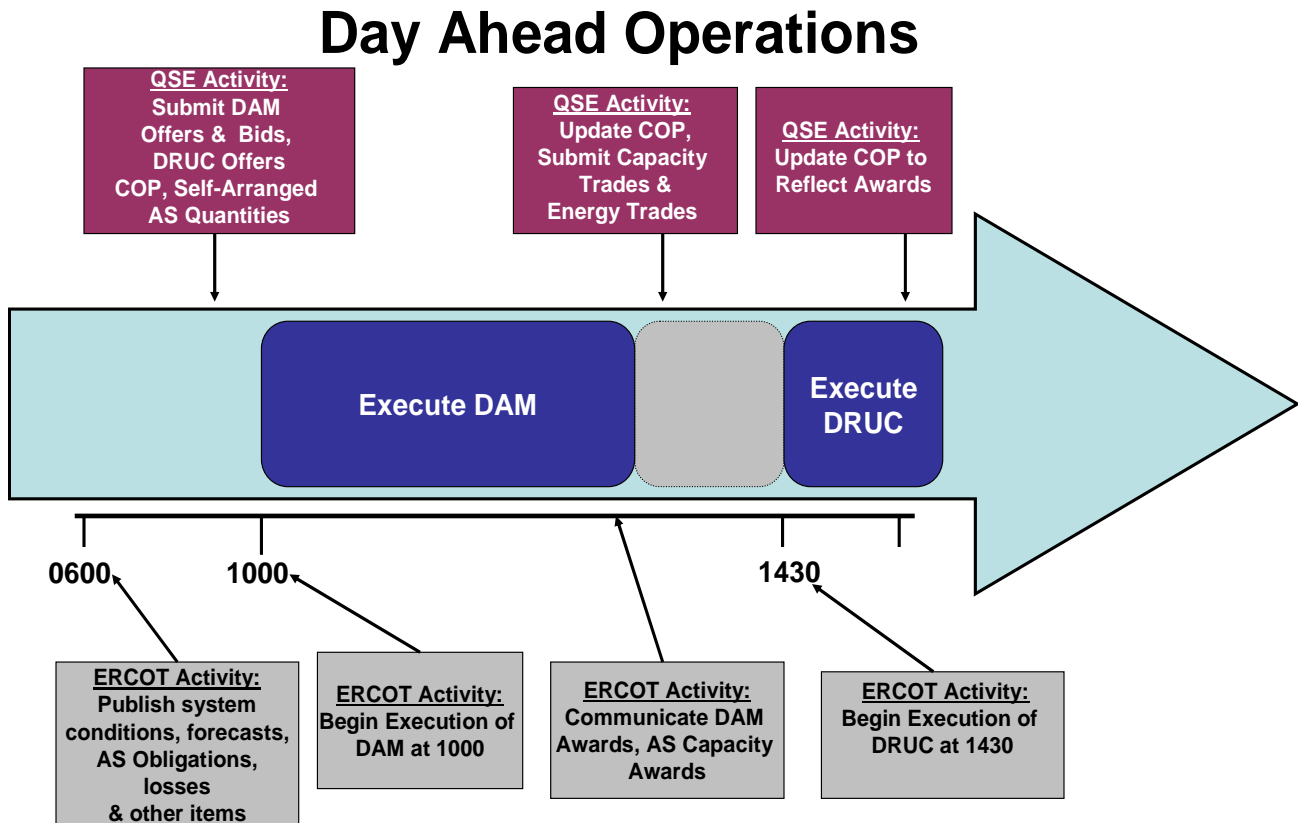 Day Ahead Operations
QSE Activity:
Submit DAM
Offers & Bids,
DRUC Offers
COP, Self-Arranged
AS Quantities
QSE Activity:
Update COP,
Submit Capacity
Trades &
Energy Trades
QSE Activity:
Update COP to
Reflect Awards
Execute DAM
Execute
DRUC
0600
1000
1430
ERCOT Activity:
Publish system
conditions, forecasts,
AS Obligations,
losses
& other items
ERCOT Activity:
Begin Execution of
DAM at 1000
ERCOT Activity:
Communicate DAM
Awards, AS Capacity
Awards
ERCOT Activity:
Begin Execution of
DRUC at 1430